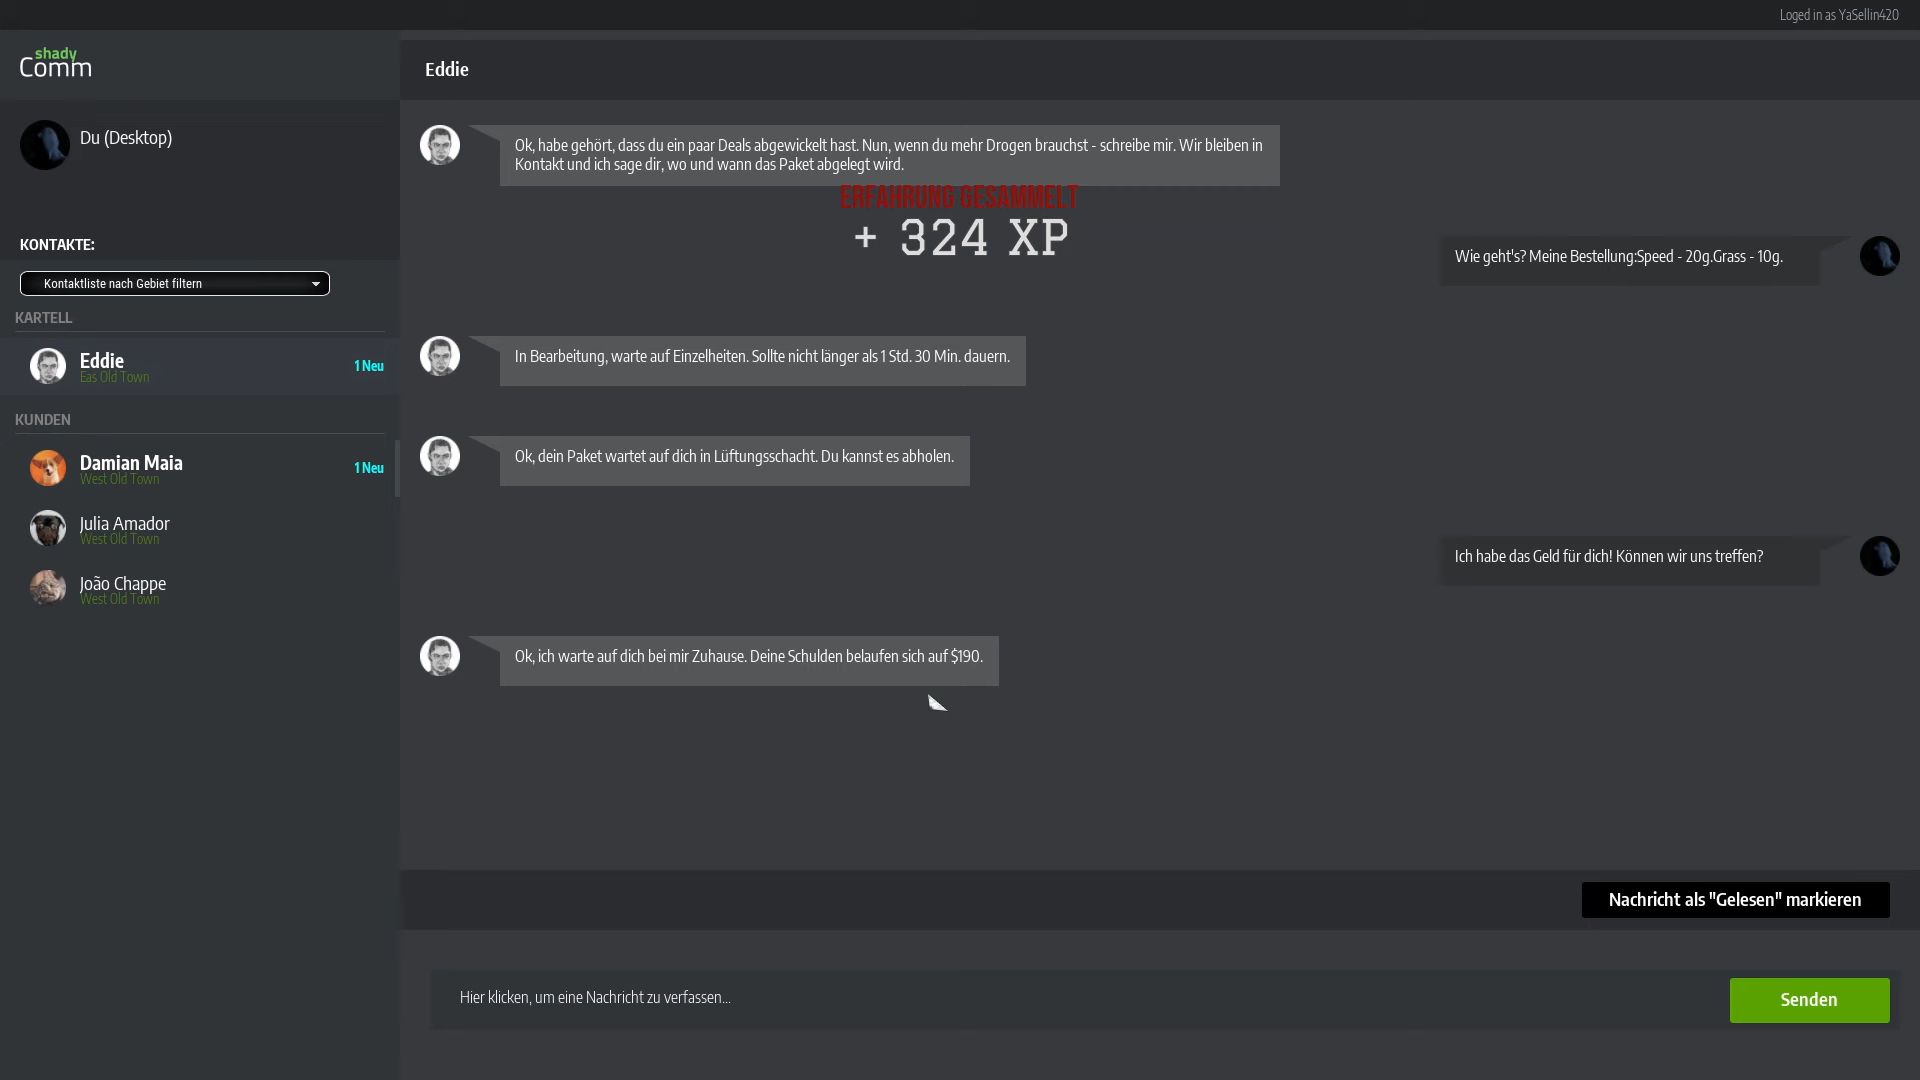 Loged in as YaSellin420
shady
Comm
Eddie
Du (Desktop)
Ok, habe gehört, dass du ein paar Deals abgewickelt hast. Nun, wenn du mehr Drogen brauchst - schreibe mir. Wir bleiben in
Kontakt und ich sage dir, wo und wann das Paket abgelegt wird.
ERFAHRUNG GESAMMELT
+ 324 XP
KONTAKTE:
Wie geht's? Meine Bestellung:Speed - 20g.Grass - 10g.
Kontaktliste nach Gebiet filtern
KARTELL
Eddie
Eas Old Town
1 Neu
In Bearbeitung, warte auf Einzelheiten. Sollte nicht länger als 1 Std. 30 Min. dauern.
KUNDEN
Damian Maia
West Old Town
1 Neu
Ok, dein Paket wartet auf dich in Lüftungsschacht. Du kannst es abholen.
Julia Amador
West Old Town
Ich habe das Geld für dich! Können wir uns treffen?
João Chappe
West Old Town
Ok, ich warte auf dich bei mir Zuhause. Deine Schulden belaufen sich auf $190.
Nachricht als "Gelesen" markieren
Hier klicken, um eine Nachricht zu verfassen...
Senden